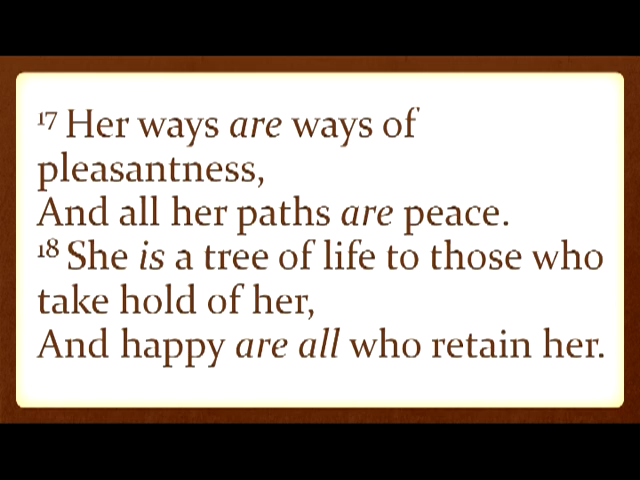 17 Her ways are ways of
pleasantness,
And all her paths are peace.
18 She is a tree of life to those who
take hold of her,
And happy are all who retain her.